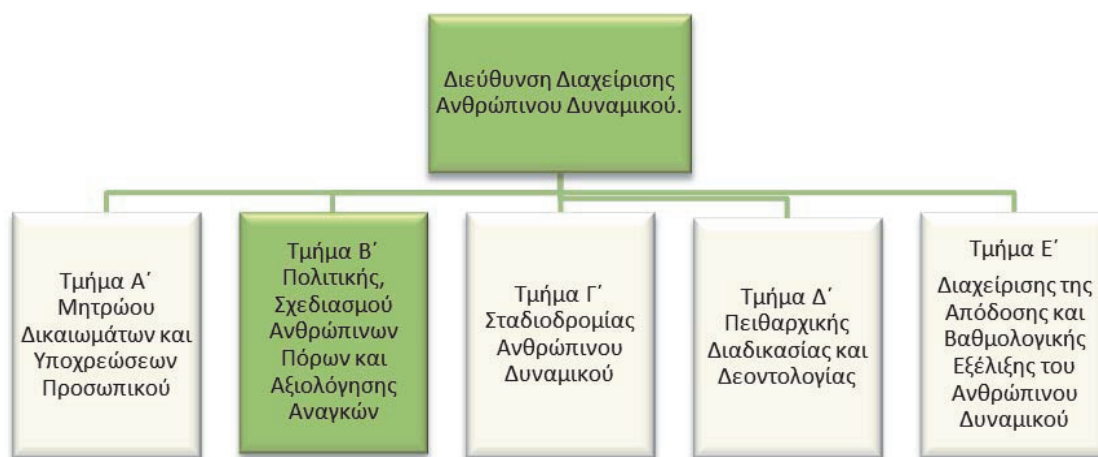 Διεύθυνση Διαχείρισης
Ανθρώπινου Δυναμικού.
Τμήμα Α΄
Μητρώου
Δικαιωμάτων και
Υποχρεώσεων
Προσωπικού
Τμήμα Β΄
Πολιτικής,
Σχεδιασμού
Ανθρώπινων
Πόρων και
Αξιολόγησης
Αναγκών
Τμήμα Γ΄
Σταδιοδρομίας
Ανθρώπινου
Δυναμικού
Τμήμα Δ΄
Πειθαρχικής
Διαδικασίας και
Δεοντολογίας
Τμήμα Ε΄
Διαχείρισης της
Απόδοσης και
Βαθμολογικής
Εξέλιξης του
Ανθρώπινου
Δυναμικού